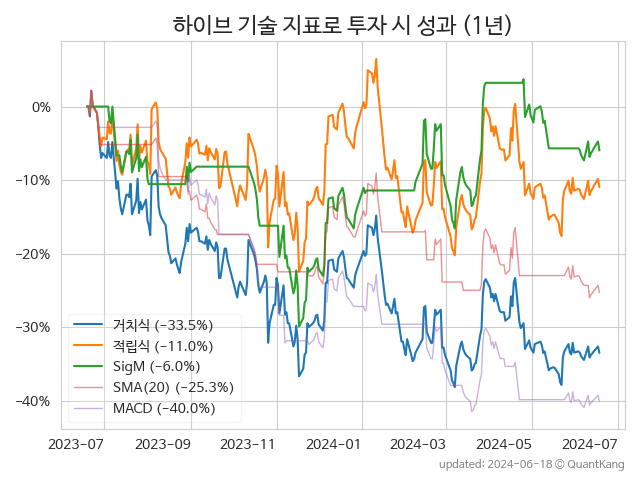 하이브 기술 지표로 투자 시 성과 (1년)
0%
−10%
−20%
−30%
−40%
거치식 (−33.5%)
적립식 (−11.0%)
SigM (−6.0%)
SMA(20) (−25.3%)
MACD (−40.0%)
2023-07 2023-09 2023-11 2024-01 2024-03 2024-05 2024-07
updated: 2024-06-18 © QuantKang